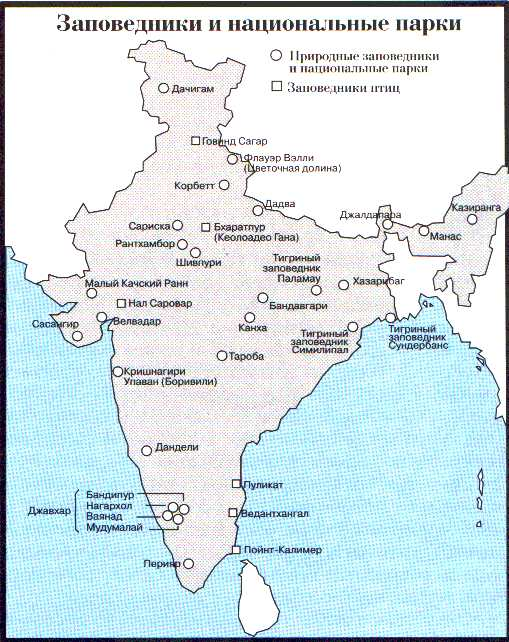 Заповедники и национальные парки
Природные заповедники
и национальные парки
Заповедники птиц
Дачигам
Говинд Сагар
Флауэр Вэлли
(Цветочная долина)
Корбетт
Дадва
Джалдапара
Казиранга
Манас
Сариска
Бхаратпур
(Кеолоадео Гана)
Рантхамбор
Шивпури
Тигриный
заповедник
Паламау
Хазарибаг
Малый Качский Ранн
Нал Саровар
Бандавгари
Сасангир
Велвадар
Канха
Тигриный
заповедник
Симилипал
Тигриный
заповедник
Сундербанс
Тароба
Кришнагири
Упаван (Боривили)
Дандели
Пуликат
Джавхар
Бандипур
Нагархол
Ваянад
Мудумалай
Ведантхангал
Пойнт-Калимер
Перияр